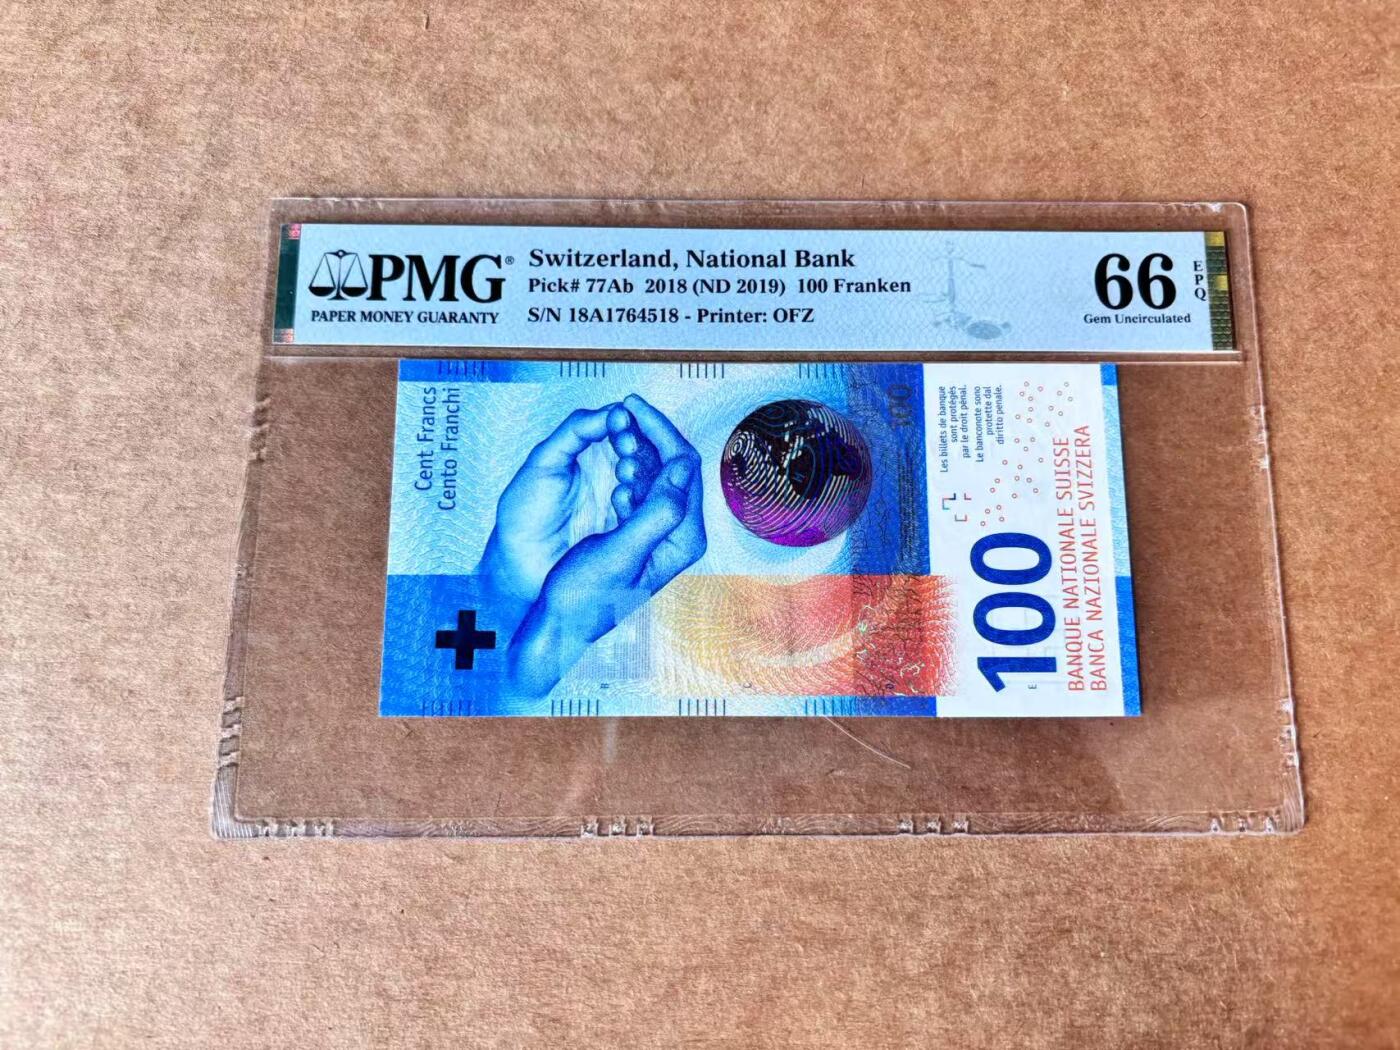 PMG®
PAPER MONEY GUARANTY
Switzerland, National Bank
Pick# 77Ab 2018 (ND 2019) 100 Franken
S/N 18A1764518 - Printer: OFZ
66
EPQ
Gem Uncirculated
Cent Francs
Cento Franchi
100
Les billets de banque
sont protégés
par le droit pénal.
Le banconote sono
protette dal
diritto penale.
100
BANQUE NATIONALE SUISSE
BANCA NAZIONALE SVIZZERA